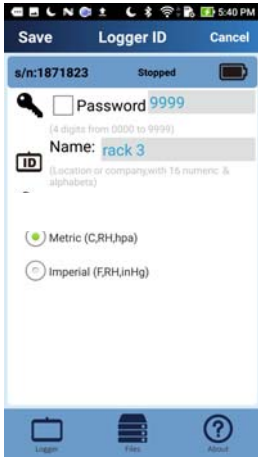 5:40 PM
Save Logger ID Cancel
s/n:1871823 Stopped
Password 9999
(4 digits from 0000 to 9999)
ID
Name: rack 3
(Location or company,with 16 numeric &
alphabets)
Metric (C,RH,hpa)
Imperial (F,RH,inHg)
Logger Files About